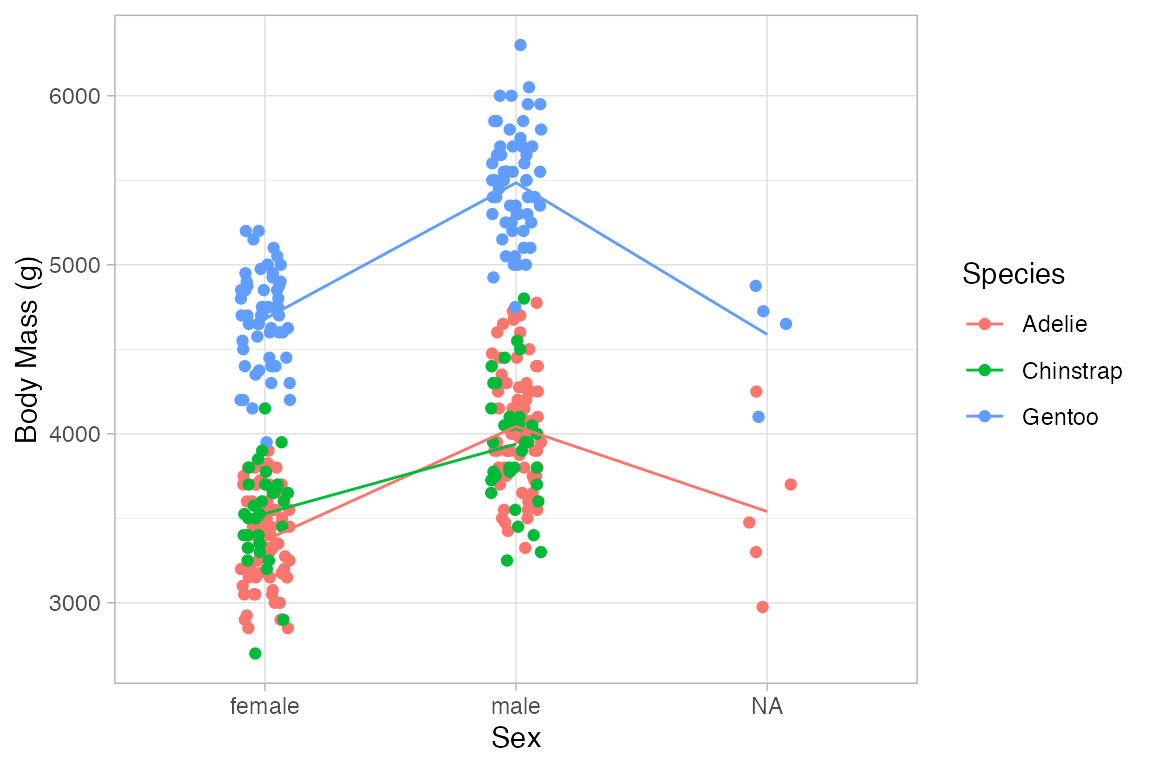 6000
5000
4000
3000
Body Mass (g)
female
male
NA
Sex
Species
Adelie
Chinstrap
Gentoo